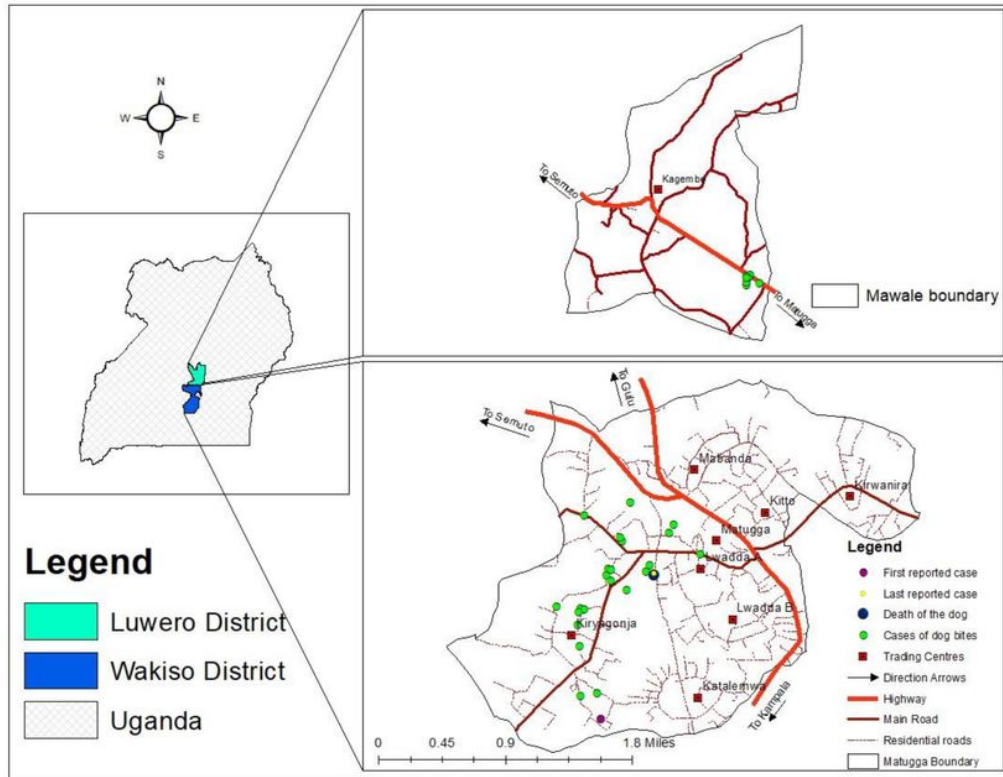 N
W E
S
To Semuto
Kagembe
To Matugga
Mawale boundary
Legend
Luwero District
Wakiso District
Uganda
To Gulu
To Semuto
Mabanda
Kirwanira
Kitto
Matugga
Lwadda A
Lwadda B
Kiryagonja
Katalemwa
To Kampala
0 0.45 0.9 1.8 Miles
Legend
First reported case
Last reported case
Death of the dog
Cases of dog bites
Trading Centres
Direction Arrows
Highway
Main Road
Residential roads
Matugga Boundary